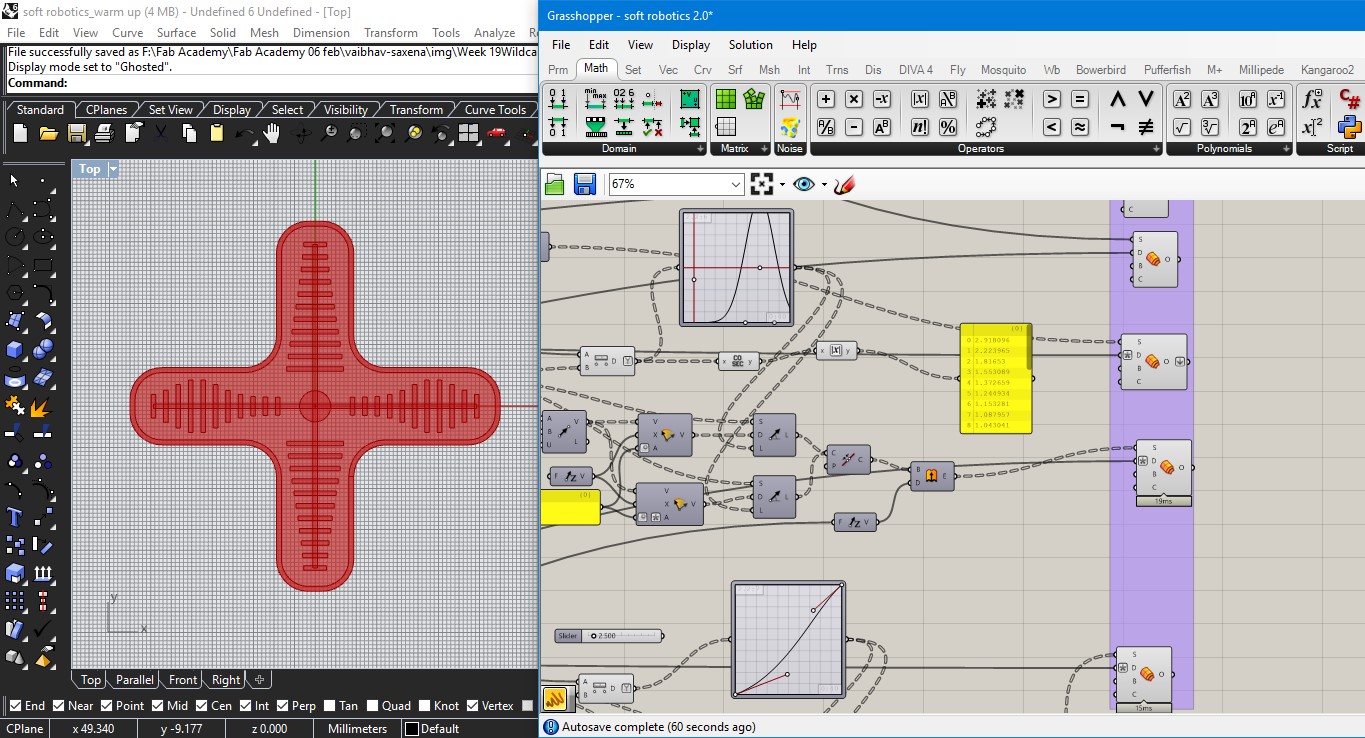 soft robotics_warm up (4 MB) - Undefined 6 Undefined - [Top]
File Edit View Curve Surface Solid Mesh Dimension Transform Tools Analyze
File successfully saved as F:\Fab Academy\Fab Academy 06 feb\vaibhav-saxena\img\Week 19Wildca
Display mode set to "Ghosted".
Command:
Standard CPlanes Set View Display Select Visibility Transform Curve Tools
Top
y
x
Top Parallel Front Right
End Near Point Mid Cen Int Perp Tan Quad Knot Vertex
CPlane x 49.340 y -9.177 z 0.000 Millimeters Default
Grasshopper - soft robotics 2.0*
File Edit View Display Solution Help
Prm Math Set Vec Crv Srf Msh Int Trns Dis DIVA 4 Fly Mosquito Wb Bowerbird Pufferfish M+ Millipede Kangaroo2
Domain Matrix Noise Operators Polynomials Script
67%
C
S
D O
B
C
A
B D
x CO SEC y
x |x| y
{0}
0 2.918096
1 2.223965
2 1.81653
3 1.553089
4 1.372659
5 1.244934
6 1.153281
7 1.087957
8 1.043041
S
D O
B
C
A
B
U
V
X V
A
S
D L
L
F Z V
{0}
V
X V
A
S
D L
L
C C
P
B E
D
F Z V
S
D O
B
C
19ms
Slider 2.500
A
B D
S
D O
B
C
15ms
Autosave complete (60 seconds ago)